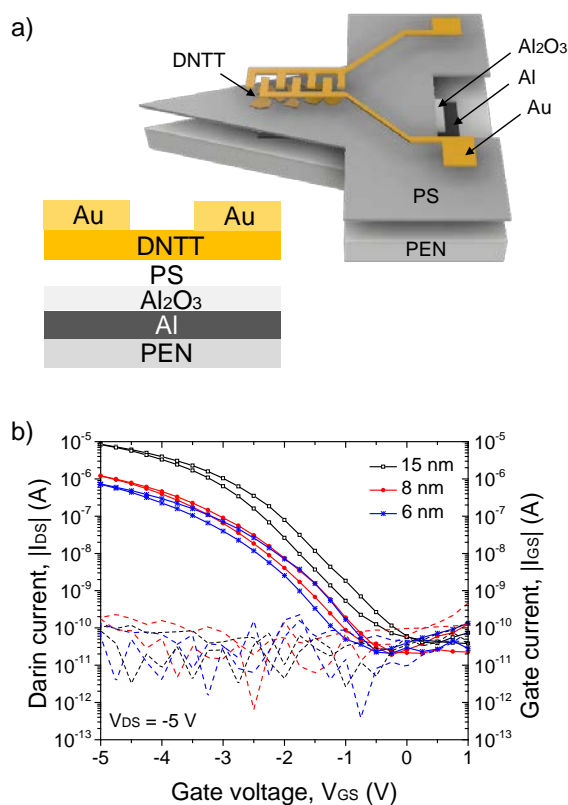 a)
DNTT
Al₂O₃
Al
Au
PS
PEN
Au Au
DNTT
PS
Al₂O₃
Al
PEN
b)
10⁻⁵ 10⁻⁵
10⁻⁶ 10⁻⁶
10⁻⁷ 10⁻⁷
10⁻⁸ 10⁻⁸
10⁻⁹ 10⁻⁹
10⁻¹⁰ 10⁻¹⁰
10⁻¹¹ 10⁻¹¹
10⁻¹² 10⁻¹²
10⁻¹³ 10⁻¹³
Darin current, |IDS| (A)
Gate current, |IGS| (A)
15 nm
8 nm
6 nm
VDS = -5 V
-5 -4 -3 -2 -1 0 1
Gate voltage, VGS (V)